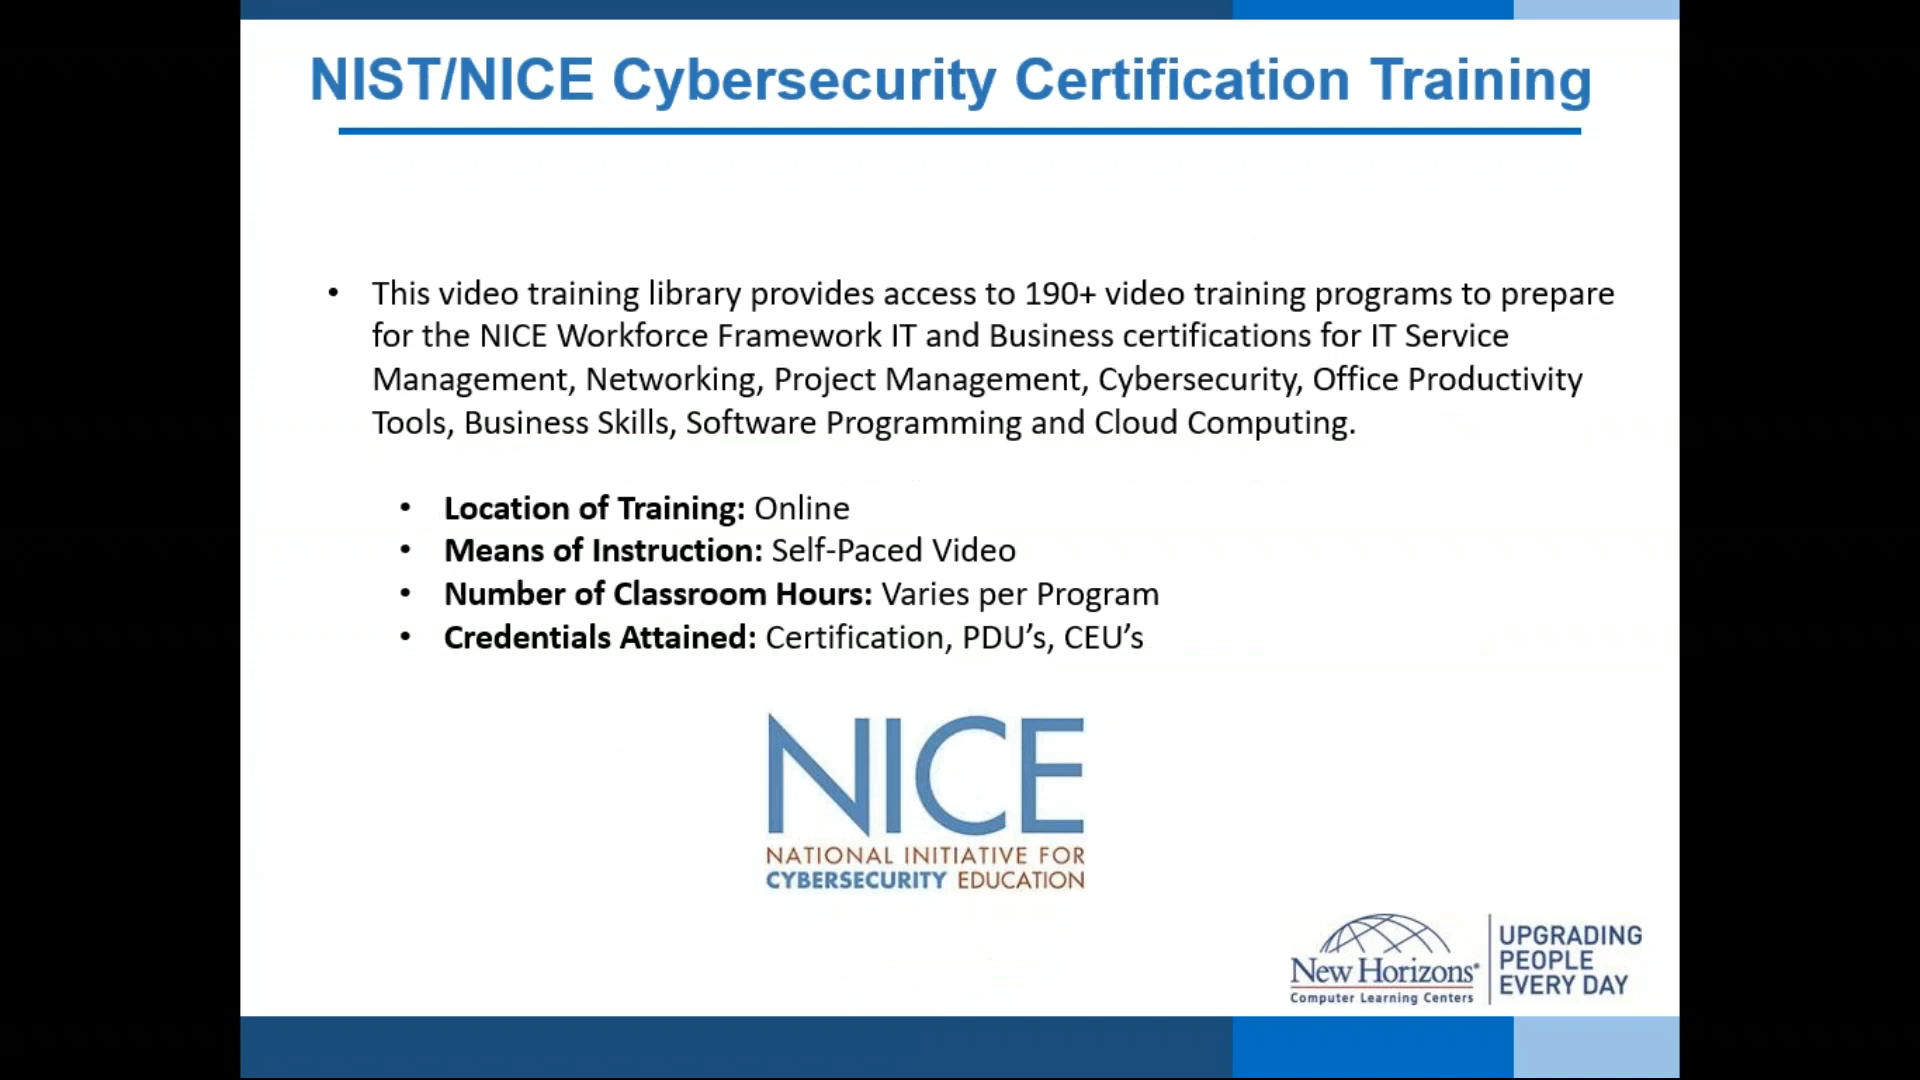 NIST/NICE Cybersecurity Certification Training
• This video training library provides access to 190+ video training programs to prepare
for the NICE Workforce Framework IT and Business certifications for IT Service
Management, Networking, Project Management, Cybersecurity, Office Productivity
Tools, Business Skills, Software Programming and Cloud Computing.
• Location of Training: Online
• Means of Instruction: Self-Paced Video
• Number of Classroom Hours: Varies per Program
• Credentials Attained: Certification, PDU’s, CEU’s
NICE
NATIONAL INITIATIVE FOR
CYBERSECURITY EDUCATION
New Horizons®
Computer Learning Centers
UPGRADING
PEOPLE
EVERY DAY